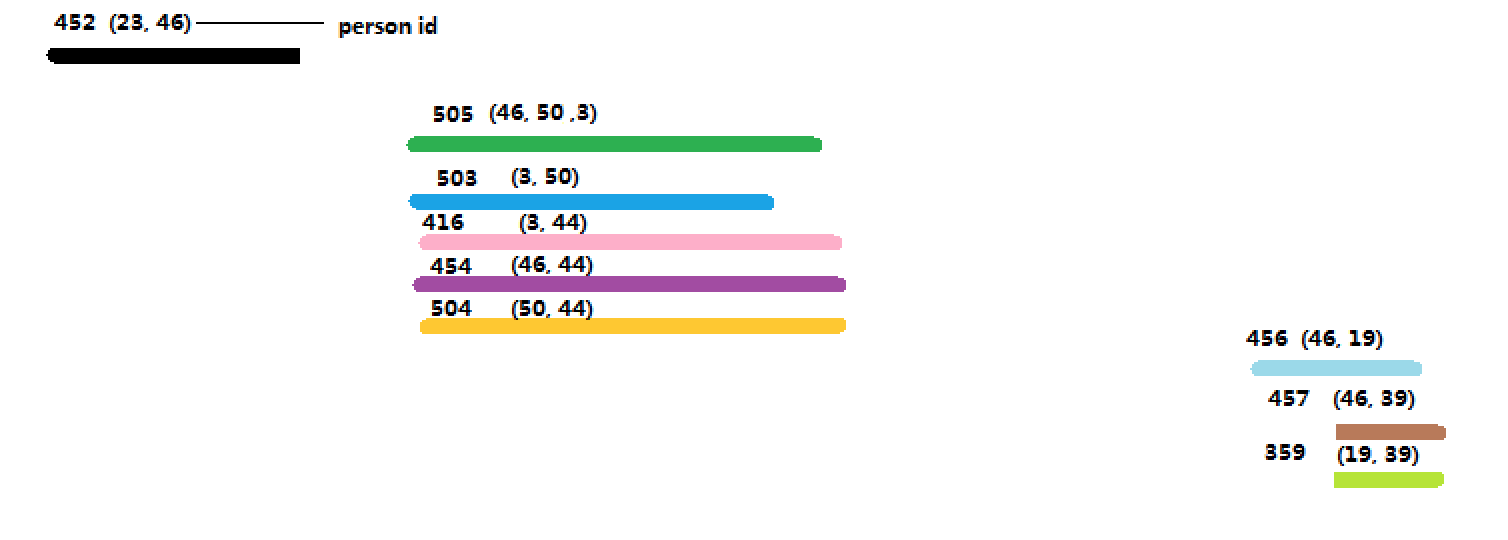 452 (23, 46) person id
505 (46, 50 ,3)
503 (3, 50)
416 (3, 44)
454 (46, 44)
504 (50, 44)
456 (46, 19)
457 (46, 39)
359 (19, 39)